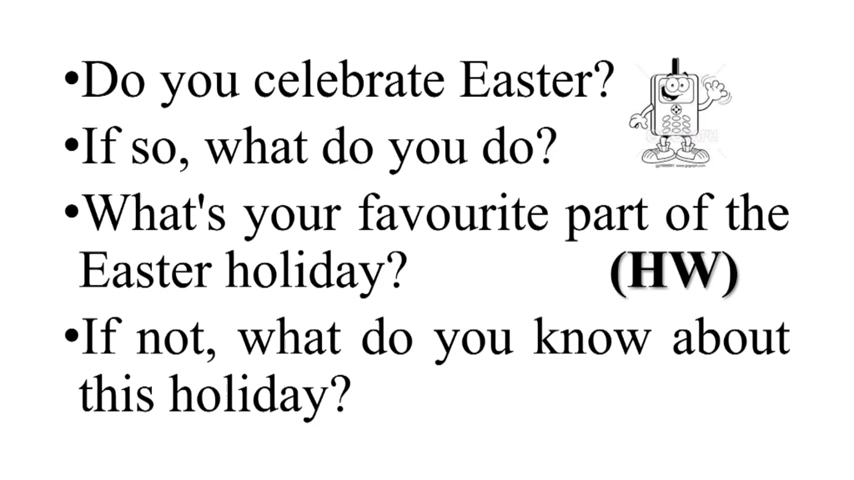 •Do you celebrate Easter?
•If so, what do you do?
•What's your favourite part of the
Easter holiday? (HW)
•If not, what do you know about
this holiday?